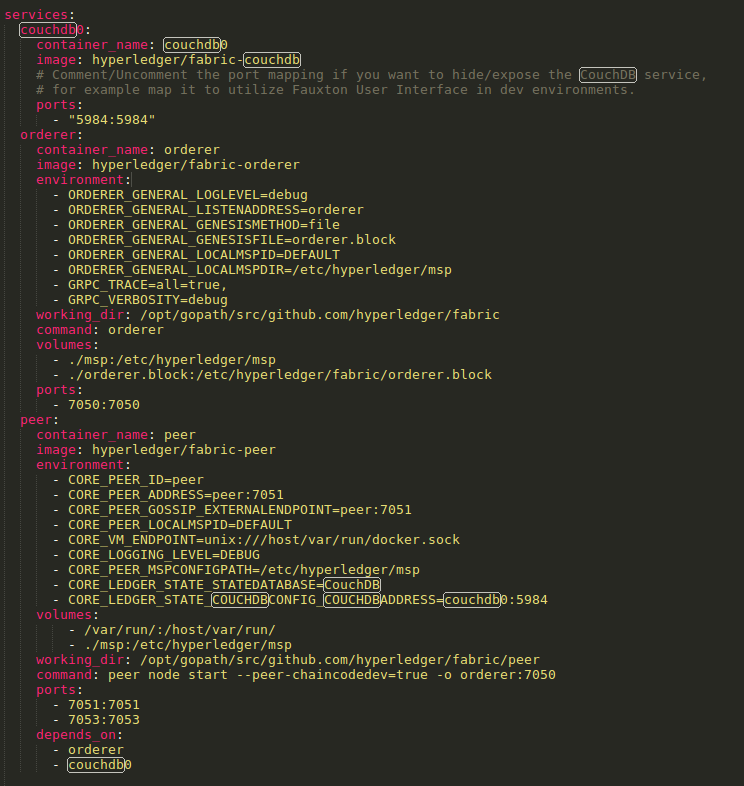 services:
  couchdb0:
    container_name: couchdb0
    image: hyperledger/fabric-couchdb
    # Comment/Uncomment the port mapping if you want to hide/expose the CouchDB service,
    # for example map it to utilize Fauxton User Interface in dev environments.
    ports:
      - "5984:5984"
  orderer:
    container_name: orderer
    image: hyperledger/fabric-orderer
    environment:
      - ORDERER_GENERAL_LOGLEVEL=debug
      - ORDERER_GENERAL_LISTENADDRESS=orderer
      - ORDERER_GENERAL_GENESISMETHOD=file
      - ORDERER_GENERAL_GENESISFILE=orderer.block
      - ORDERER_GENERAL_LOCALMSPID=DEFAULT
      - ORDERER_GENERAL_LOCALMSPDIR=/etc/hyperledger/msp
      - GRPC_TRACE=all=true,
      - GRPC_VERBOSITY=debug
    working_dir: /opt/gopath/src/github.com/hyperledger/fabric
    command: orderer
    volumes:
      - ./msp:/etc/hyperledger/msp
      - ./orderer.block:/etc/hyperledger/fabric/orderer.block
    ports:
      - 7050:7050
  peer:
    container_name: peer
    image: hyperledger/fabric-peer
    environment:
      - CORE_PEER_ID=peer
      - CORE_PEER_ADDRESS=peer:7051
      - CORE_PEER_GOSSIP_EXTERNALENDPOINT=peer:7051
      - CORE_PEER_LOCALMSPID=DEFAULT
      - CORE_VM_ENDPOINT=unix:///host/var/run/docker.sock
      - CORE_LOGGING_LEVEL=DEBUG
      - CORE_PEER_MSPCONFIGPATH=/etc/hyperledger/msp
      - CORE_LEDGER_STATE_STATEDATABASE=CouchDB
      - CORE_LEDGER_STATE_COUCHDBCONFIG_COUCHDBADDRESS=couchdb0:5984
    volumes:
        - /var/run/:/host/var/run/
        - ./msp:/etc/hyperledger/msp
    working_dir: /opt/gopath/src/github.com/hyperledger/fabric/peer
    command: peer node start --peer-chaincodedev=true -o orderer:7050
    ports:
      - 7051:7051
      - 7053:7053
    depends_on:
      - orderer
      - couchdb0